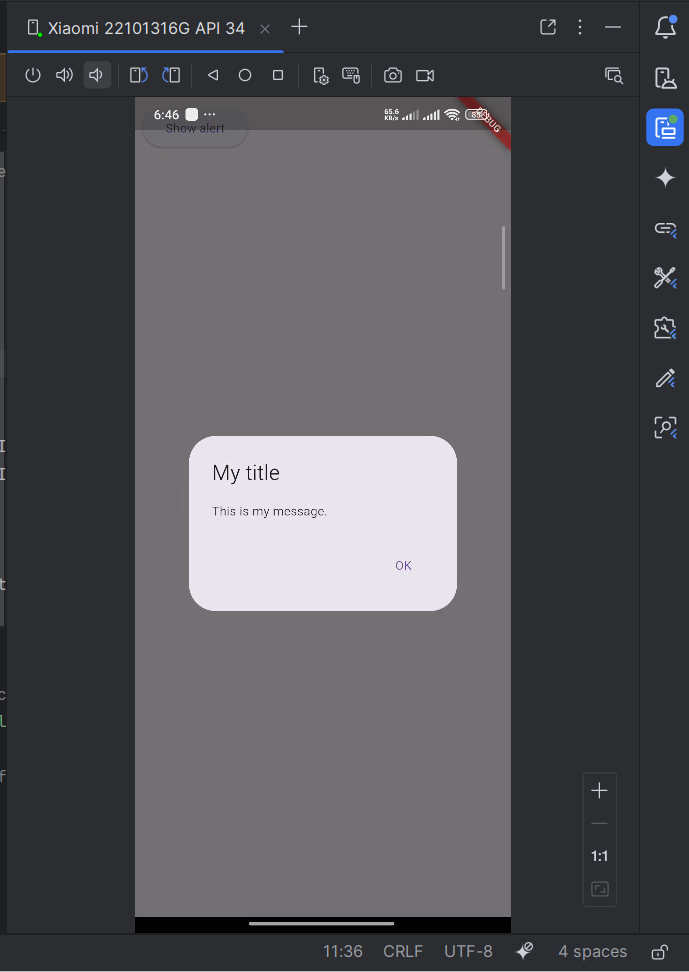 Xiaomi 22101316G API 34
6:46 ...
65.6
KB/s
85
DEBUG
Show alert
My title
This is my message.
OK
1:1
11:36 CRLF UTF-8 4 spaces